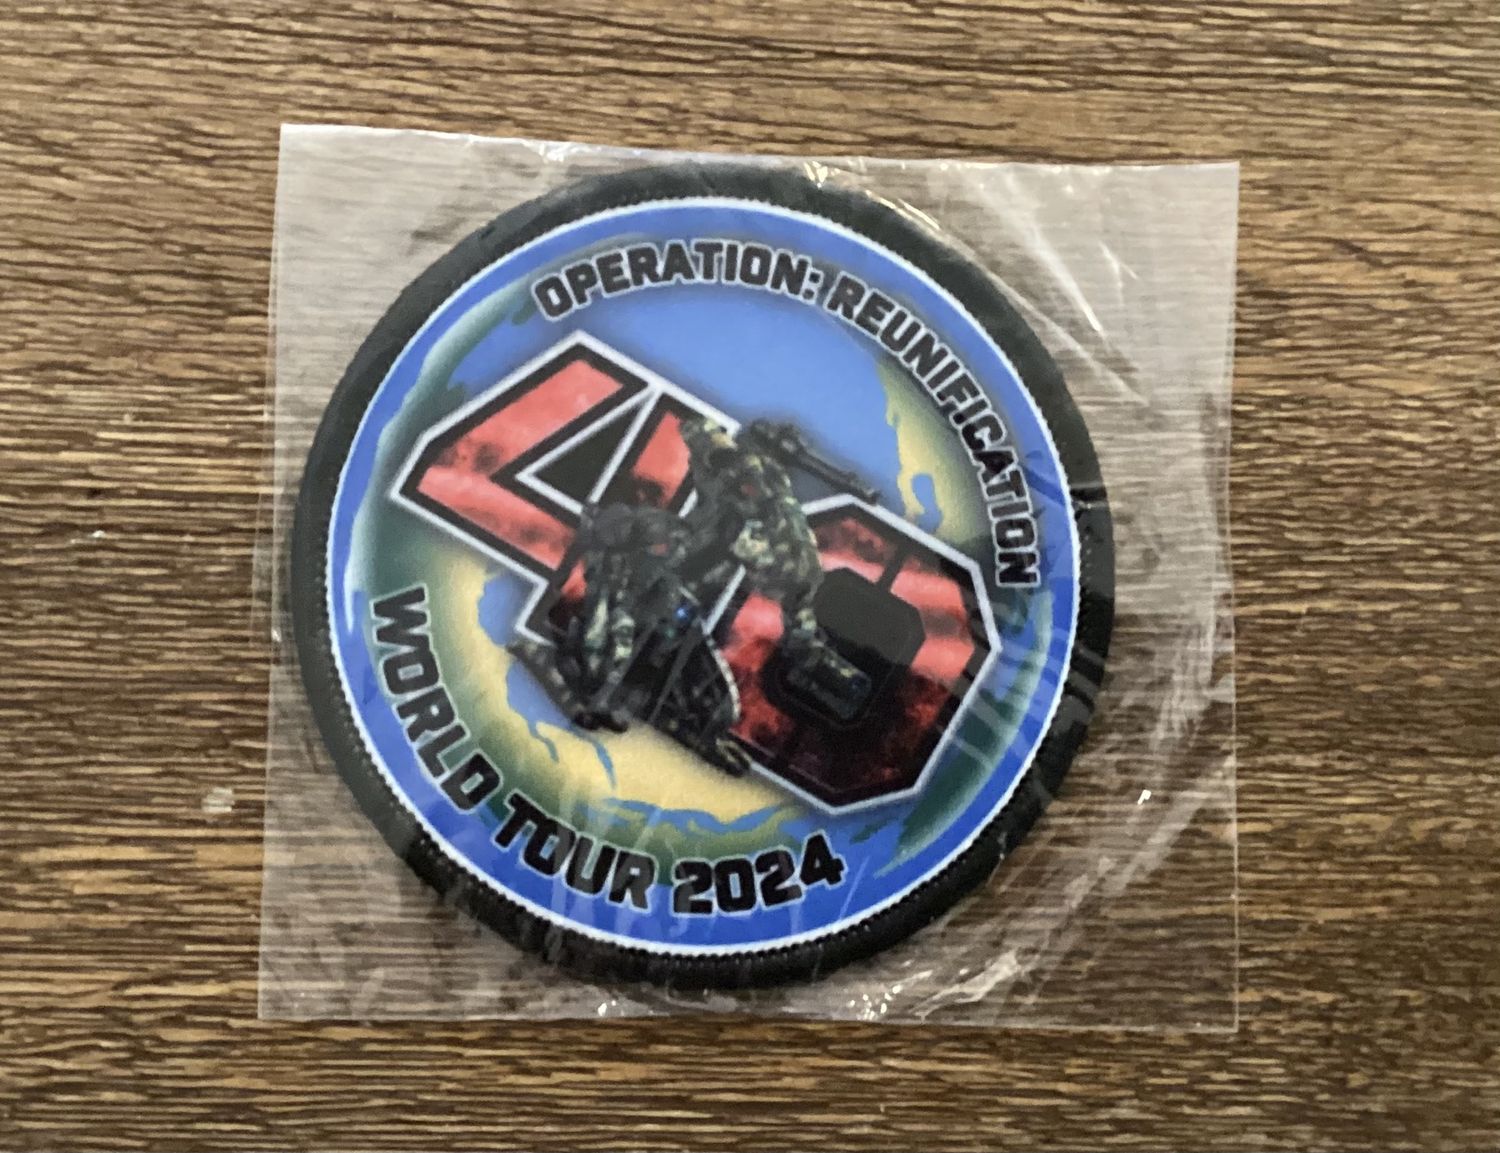 OPERATION: REUNIFICATION
40
WORLD TOUR 2024